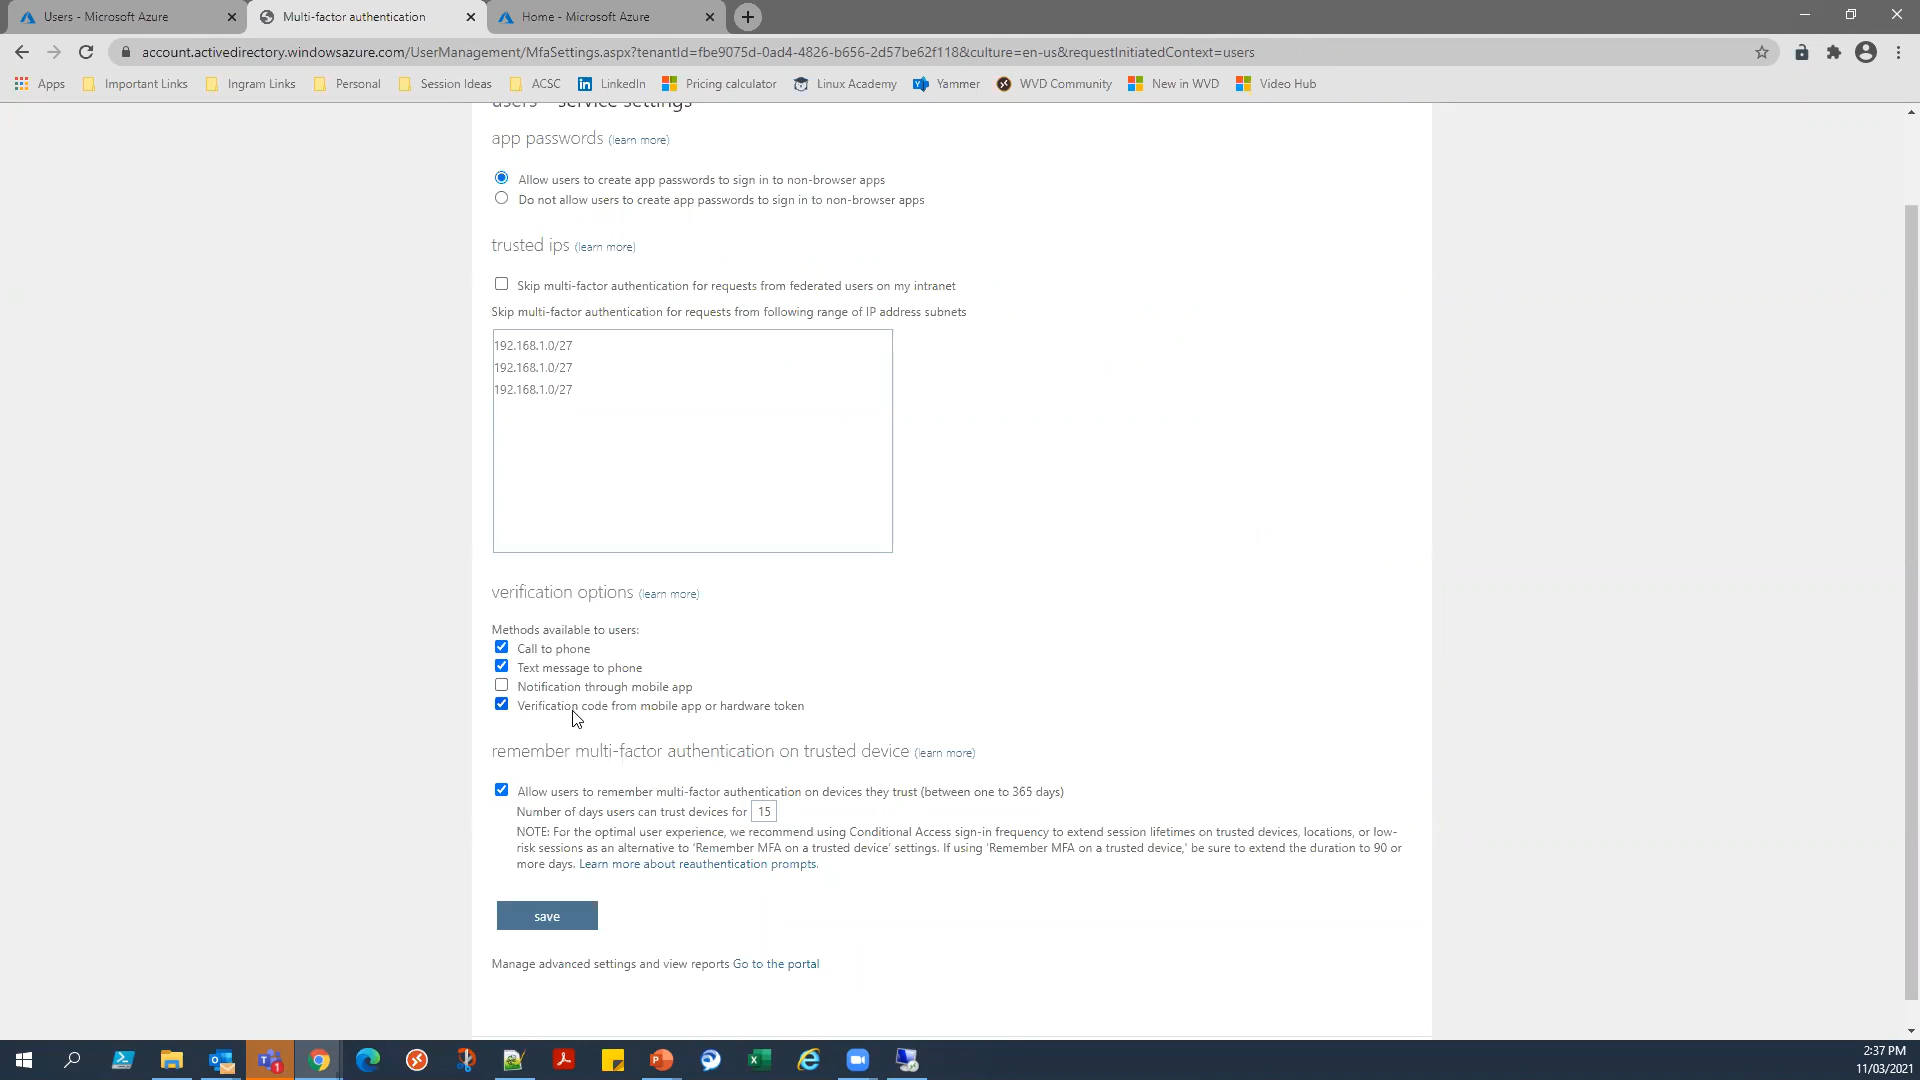 Users - Microsoft Azure
Multi-factor authentication
Home - Microsoft Azure
account.activedirectory.windowsazure.com/UserManagement/MfaSettings.aspx?tenantId=fbe9075d-0ad4-4826-b656-2d57be62f118&culture=en-us&requestInitiatedContext=users
Apps Important Links Ingram Links Personal Session Ideas ACSC LinkedIn Pricing calculator Linux Academy Yammer WVD Community New in WVD Video Hub
users service settings
app passwords (learn more)
Allow users to create app passwords to sign in to non-browser apps
Do not allow users to create app passwords to sign in to non-browser apps
trusted ips (learn more)
Skip multi-factor authentication for requests from federated users on my intranet
Skip multi-factor authentication for requests from following range of IP address subnets
192.168.1.0/27
192.168.1.0/27
192.168.1.0/27
verification options (learn more)
Methods available to users:
Call to phone
Text message to phone
Notification through mobile app
Verification code from mobile app or hardware token
remember multi-factor authentication on trusted device (learn more)
Allow users to remember multi-factor authentication on devices they trust (between one to 365 days)
Number of days users can trust devices for 15
NOTE: For the optimal user experience, we recommend using Conditional Access sign-in frequency to extend session lifetimes on trusted devices, locations, or low-
risk sessions as an alternative to 'Remember MFA on a trusted device' settings. If using 'Remember MFA on a trusted device,' be sure to extend the duration to 90 or
more days. Learn more about reauthentication prompts.
save
Manage advanced settings and view reports Go to the portal
2:37 PM
11/03/2021